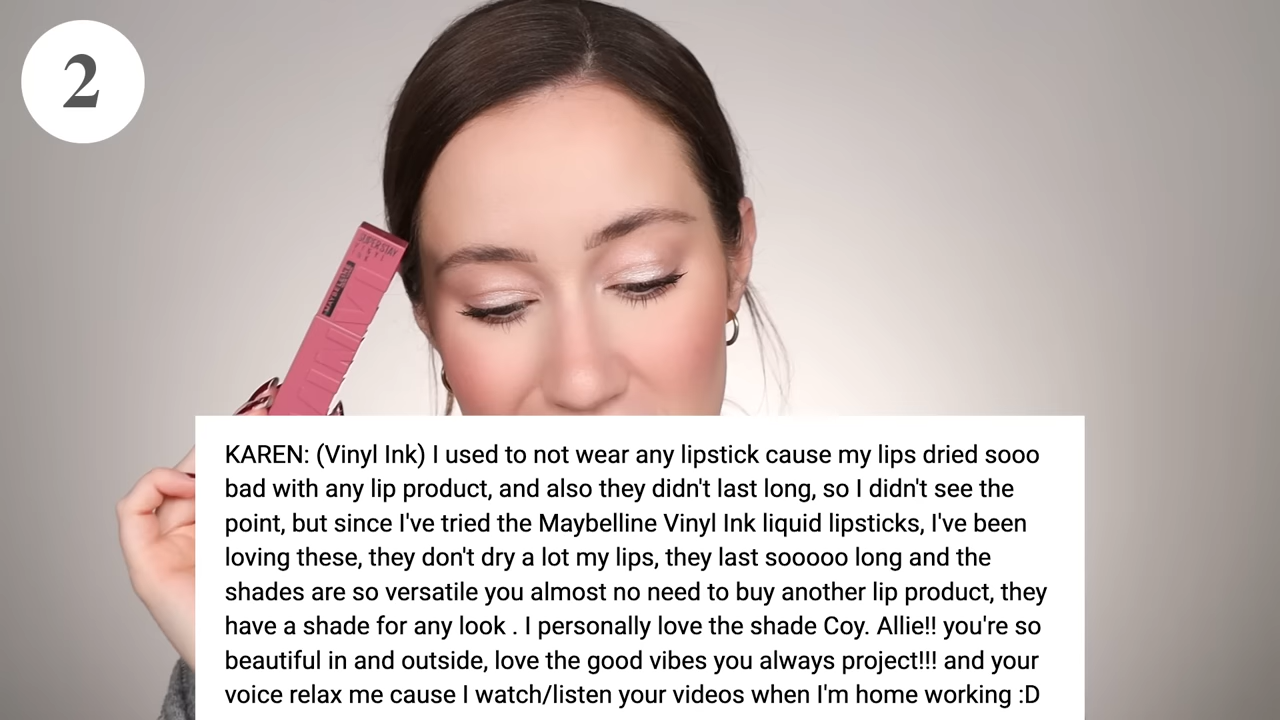 2
SUPERSTAY
VINYL
INK
MAYBELLINE
VINYL
KAREN: (Vinyl Ink) I used to not wear any lipstick cause my lips dried sooo
bad with any lip product, and also they didn't last long, so I didn't see the
point, but since I've tried the Maybelline Vinyl Ink liquid lipsticks, I've been
loving these, they don't dry a lot my lips, they last sooooo long and the
shades are so versatile you almost no need to buy another lip product, they
have a shade for any look . I personally love the shade Coy. Allie!! you're so
beautiful in and outside, love the good vibes you always project!!! and your
voice relax me cause I watch/listen your videos when I'm home working :D